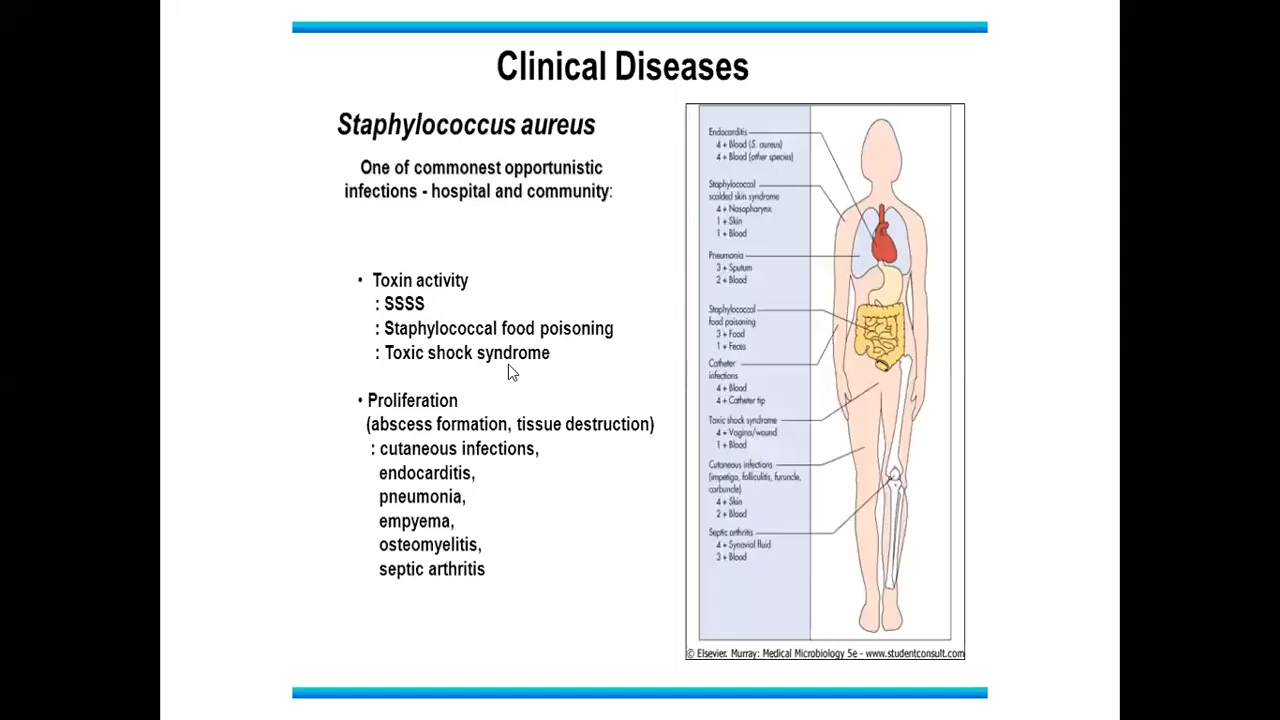 Clinical Diseases
Staphylococcus aureus
One of commonest opportunistic
infections - hospital and community:
• Toxin activity
: SSSS
: Staphylococcal food poisoning
: Toxic shock syndrome
• Proliferation
(abscess formation, tissue destruction)
: cutaneous infections,
endocarditis,
pneumonia,
empyema,
osteomyelitis,
septic arthritis
Endocarditis
4 + Blood (S. aureus)
4 + Blood (other species)
Staphylococcal
scalded skin syndrome
4 + Nasopharynx
1 + Skin
1 + Blood
Pneumonia
3 + Sputum
2 + Blood
Staphylococcal
food poisoning
3 + Food
1 + Feces
Catheter
infections
4 + Blood
4 + Catheter tip
Toxic shock syndrome
4 + Vagina/wound
1 + Blood
Cutaneous infections
(impetigo, folliculitis, furuncle,
carbuncle)
4 + Skin
2 + Blood
Septic arthritis
4 + Synovial fluid
3 + Blood
© Elsevier. Murray: Medical Microbiology 5e - www.studentconsult.com